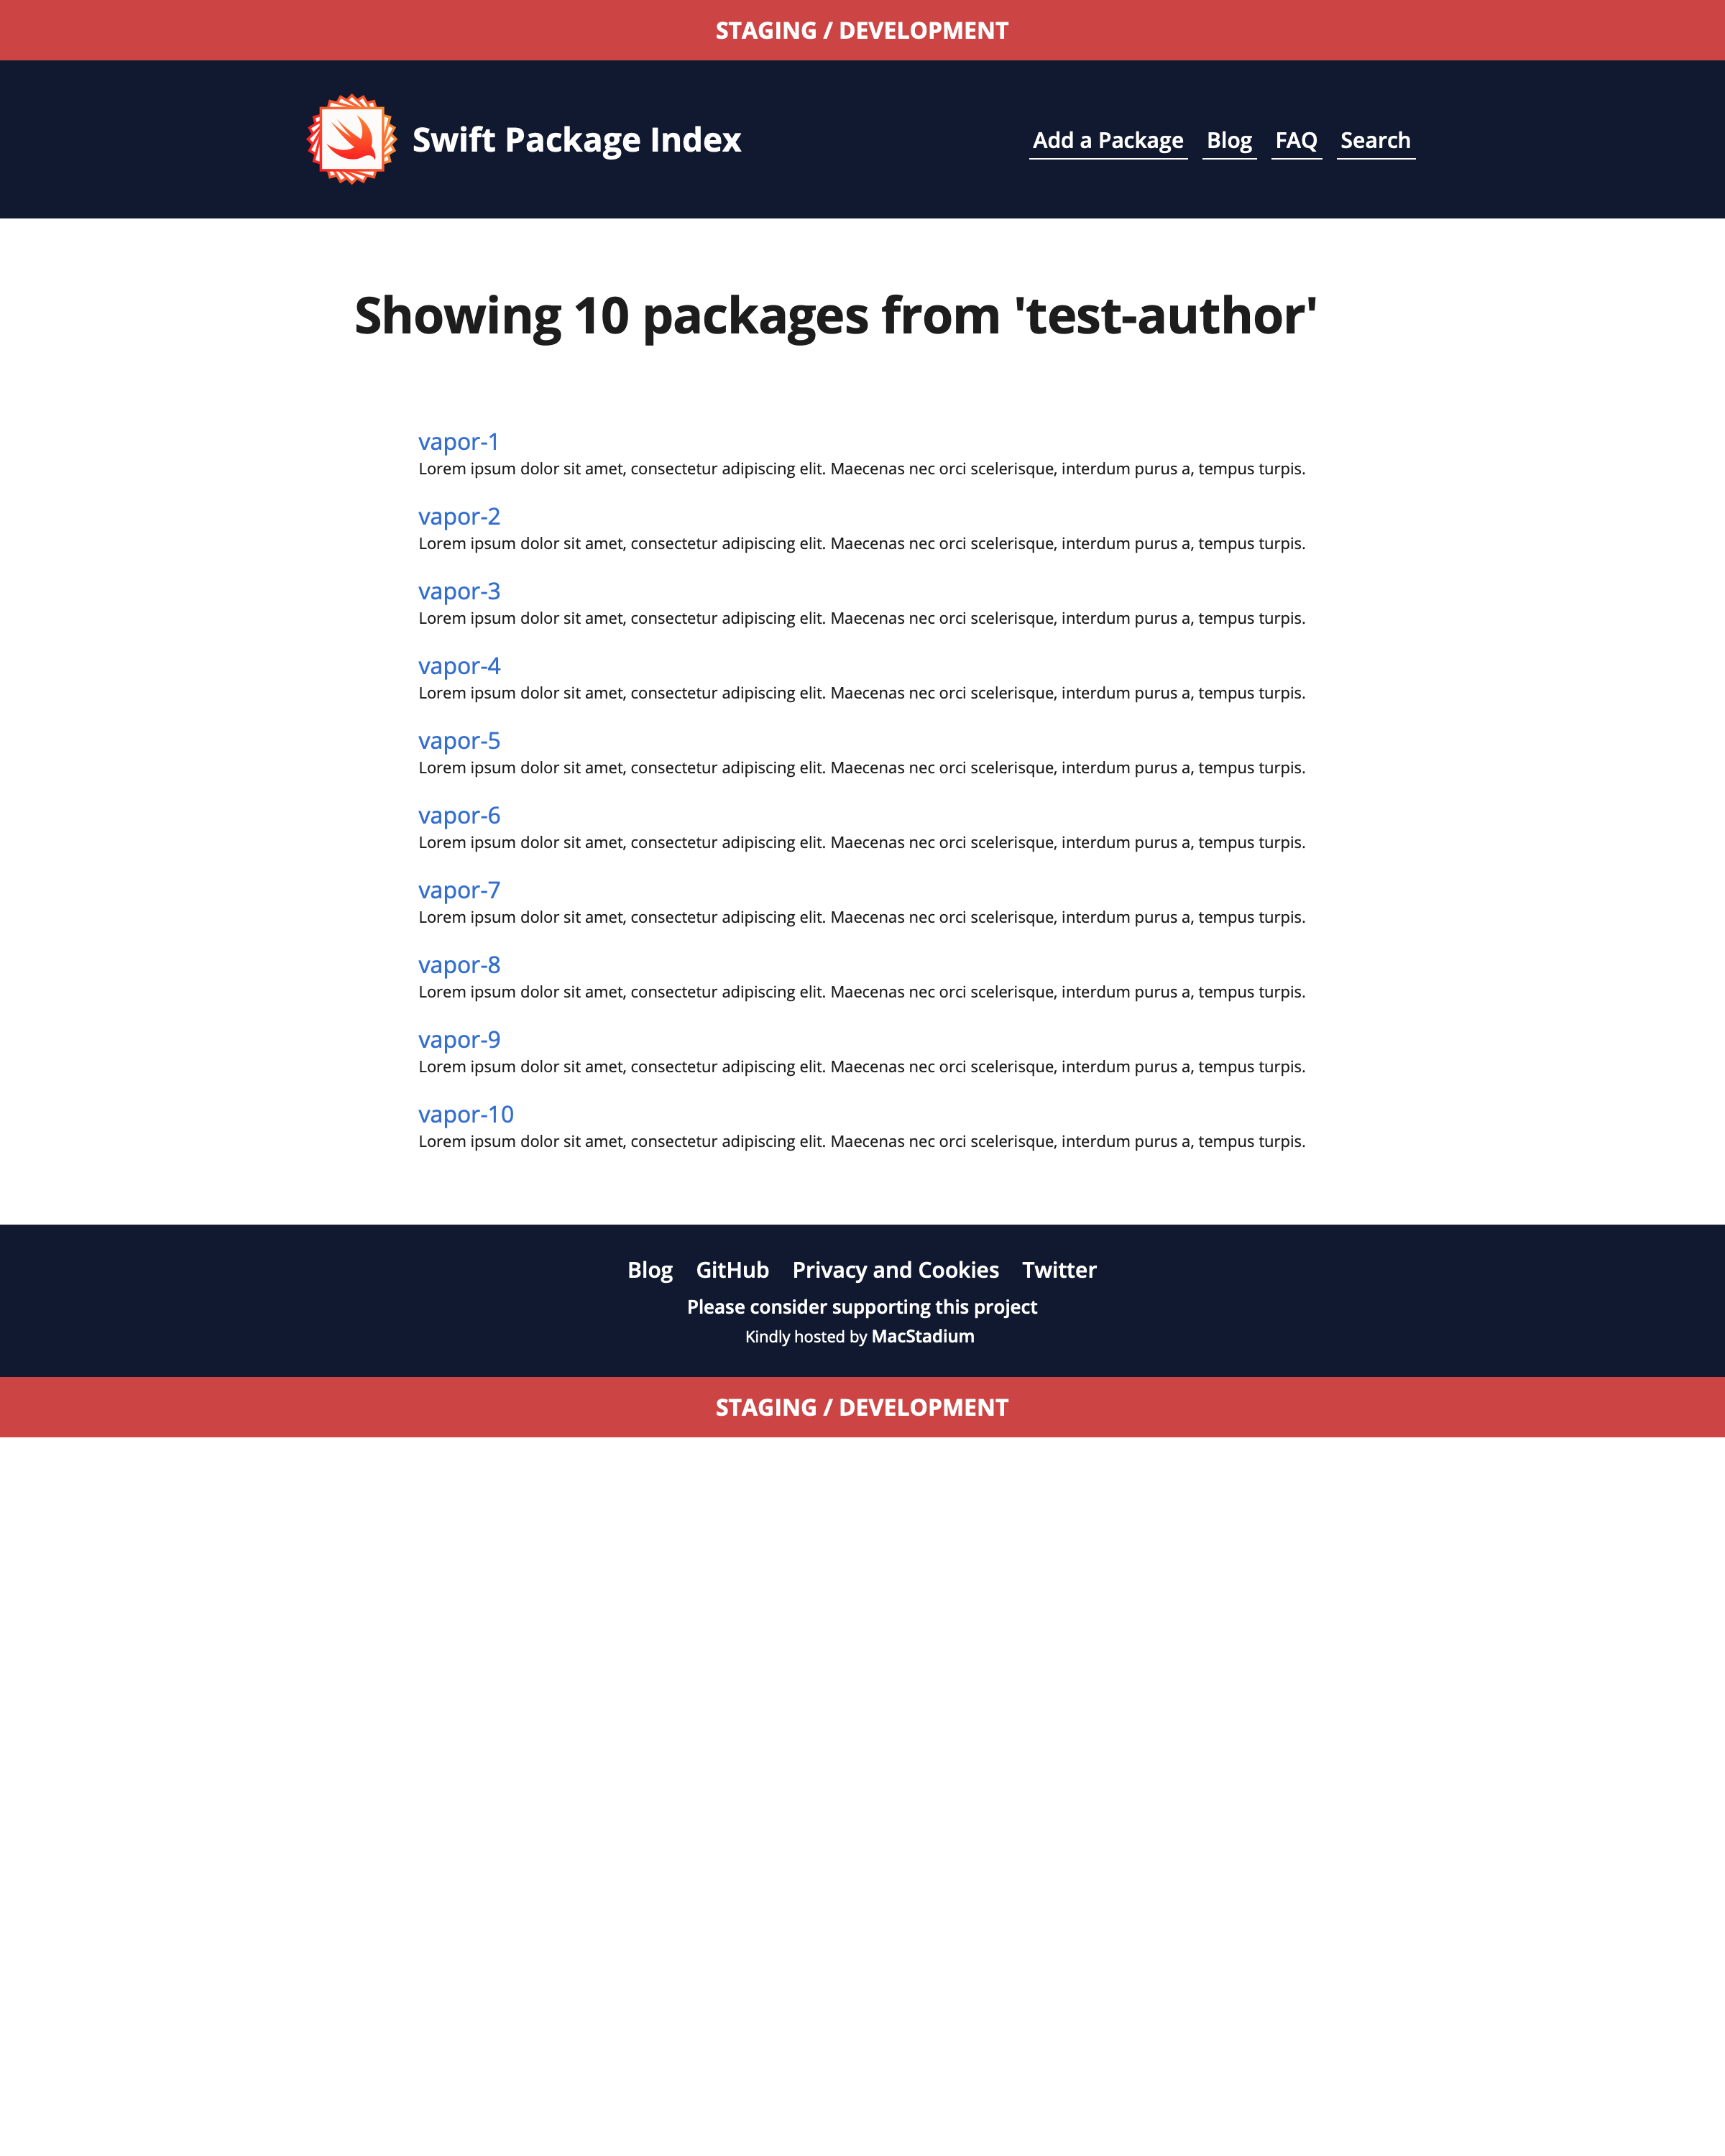 STAGING / DEVELOPMENT
Swift Package Index
Add a Package Blog FAQ Search
Showing 10 packages from 'test-author'
vapor-1
Lorem ipsum dolor sit amet, consectetur adipiscing elit. Maecenas nec orci scelerisque, interdum purus a, tempus turpis.
vapor-2
Lorem ipsum dolor sit amet, consectetur adipiscing elit. Maecenas nec orci scelerisque, interdum purus a, tempus turpis.
vapor-3
Lorem ipsum dolor sit amet, consectetur adipiscing elit. Maecenas nec orci scelerisque, interdum purus a, tempus turpis.
vapor-4
Lorem ipsum dolor sit amet, consectetur adipiscing elit. Maecenas nec orci scelerisque, interdum purus a, tempus turpis.
vapor-5
Lorem ipsum dolor sit amet, consectetur adipiscing elit. Maecenas nec orci scelerisque, interdum purus a, tempus turpis.
vapor-6
Lorem ipsum dolor sit amet, consectetur adipiscing elit. Maecenas nec orci scelerisque, interdum purus a, tempus turpis.
vapor-7
Lorem ipsum dolor sit amet, consectetur adipiscing elit. Maecenas nec orci scelerisque, interdum purus a, tempus turpis.
vapor-8
Lorem ipsum dolor sit amet, consectetur adipiscing elit. Maecenas nec orci scelerisque, interdum purus a, tempus turpis.
vapor-9
Lorem ipsum dolor sit amet, consectetur adipiscing elit. Maecenas nec orci scelerisque, interdum purus a, tempus turpis.
vapor-10
Lorem ipsum dolor sit amet, consectetur adipiscing elit. Maecenas nec orci scelerisque, interdum purus a, tempus turpis.
Blog GitHub Privacy and Cookies Twitter
Please consider supporting this project
Kindly hosted by MacStadium
STAGING / DEVELOPMENT